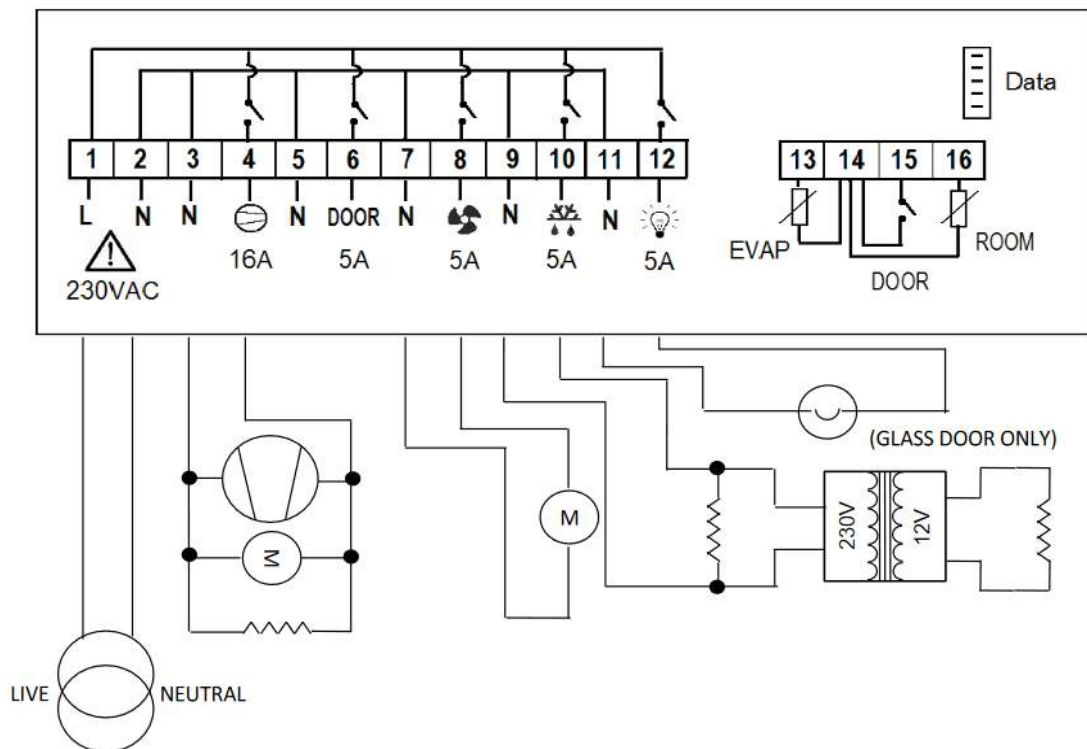 Data
1 2 3 4 5 6 7 8 9 10 11 12
13 14 15 16
L N N N DOOR N N N
16A 5A 5A 5A 5A
230VAC
EVAP
ROOM
DOOR
(GLASS DOOR ONLY)
M
M
230V
12V
LIVE
NEUTRAL